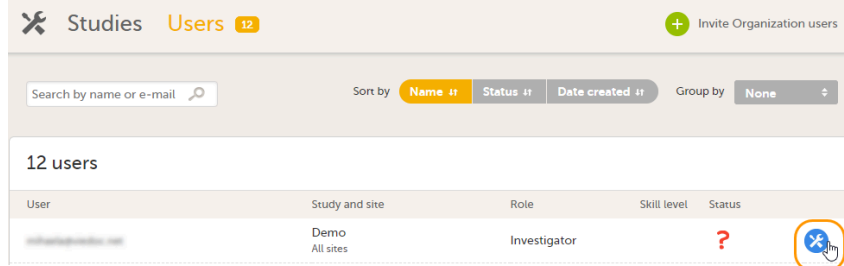 Studies Users 12 Invite Organization users
Search by name or e-mail Sort by Name Status Date created Group by None
12 users
User Study and site Role Skill level Status
Demo
All sites
Investigator ?